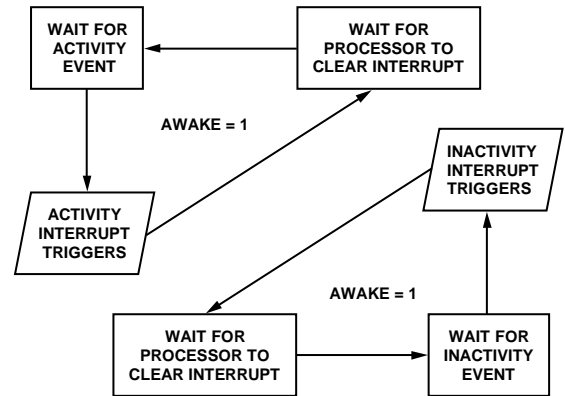 WAIT FOR
ACTIVITY
EVENT
WAIT FOR
PROCESSOR TO
CLEAR INTERRUPT
AWAKE = 1
ACTIVITY
INTERRUPT
TRIGGERS
INACTIVITY
INTERRUPT
TRIGGERS
AWAKE = 1
WAIT FOR
PROCESSOR TO
CLEAR INTERRUPT
WAIT FOR
INACTIVITY
EVENT